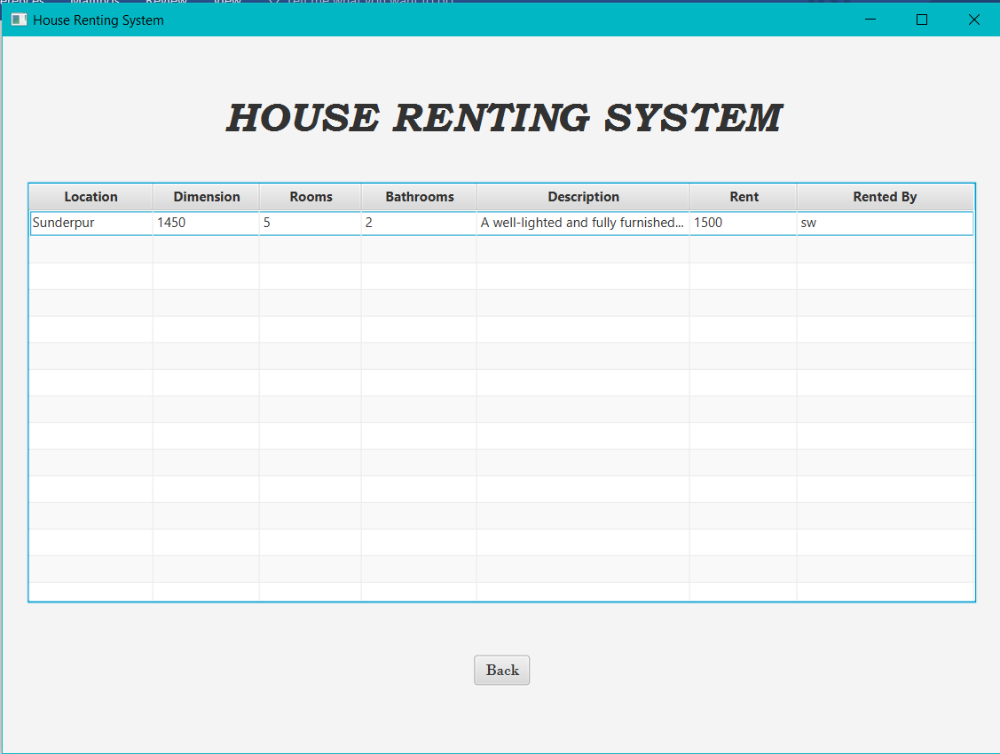 House Renting System
HOUSE RENTING SYSTEM
Location Dimension Rooms Bathrooms Description Rent Rented By
Sunderpur 1450 5 2 A well-lighted and fully furnished... 1500 sw
Back